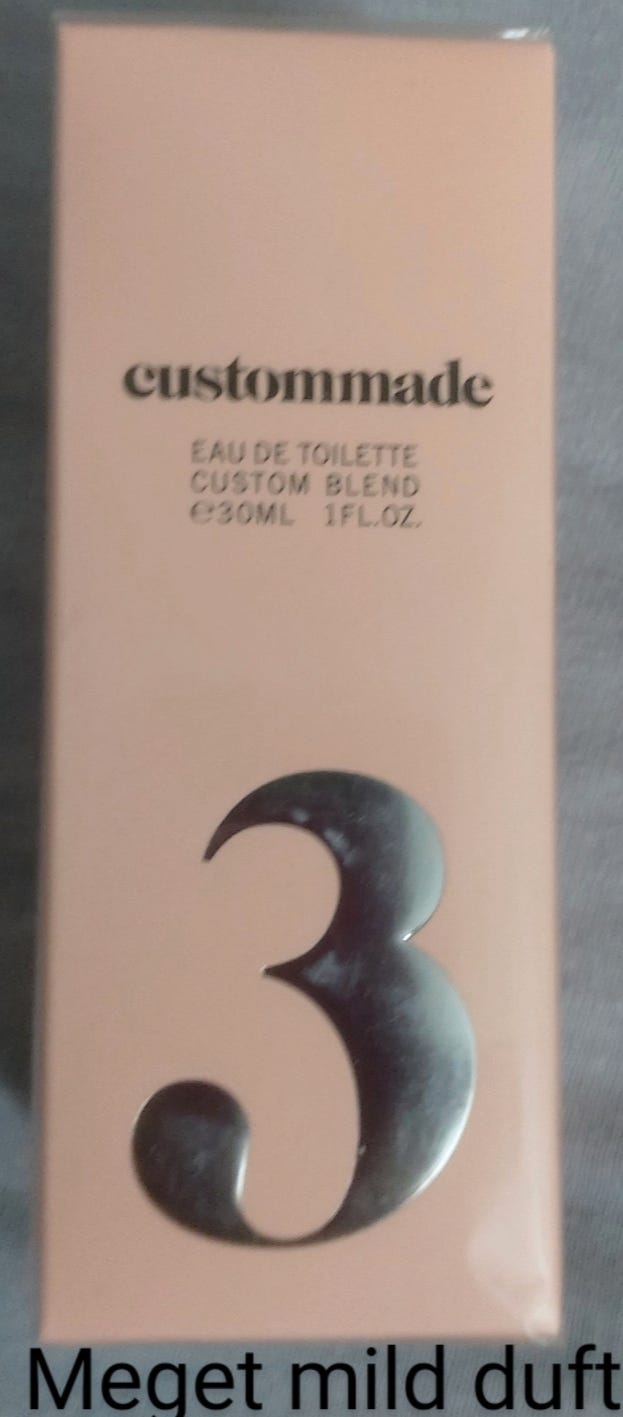 custommade
EAU DE TOILETTE
CUSTOM BLEND
℮30ML 1FL.OZ.
3
Meget mild duft